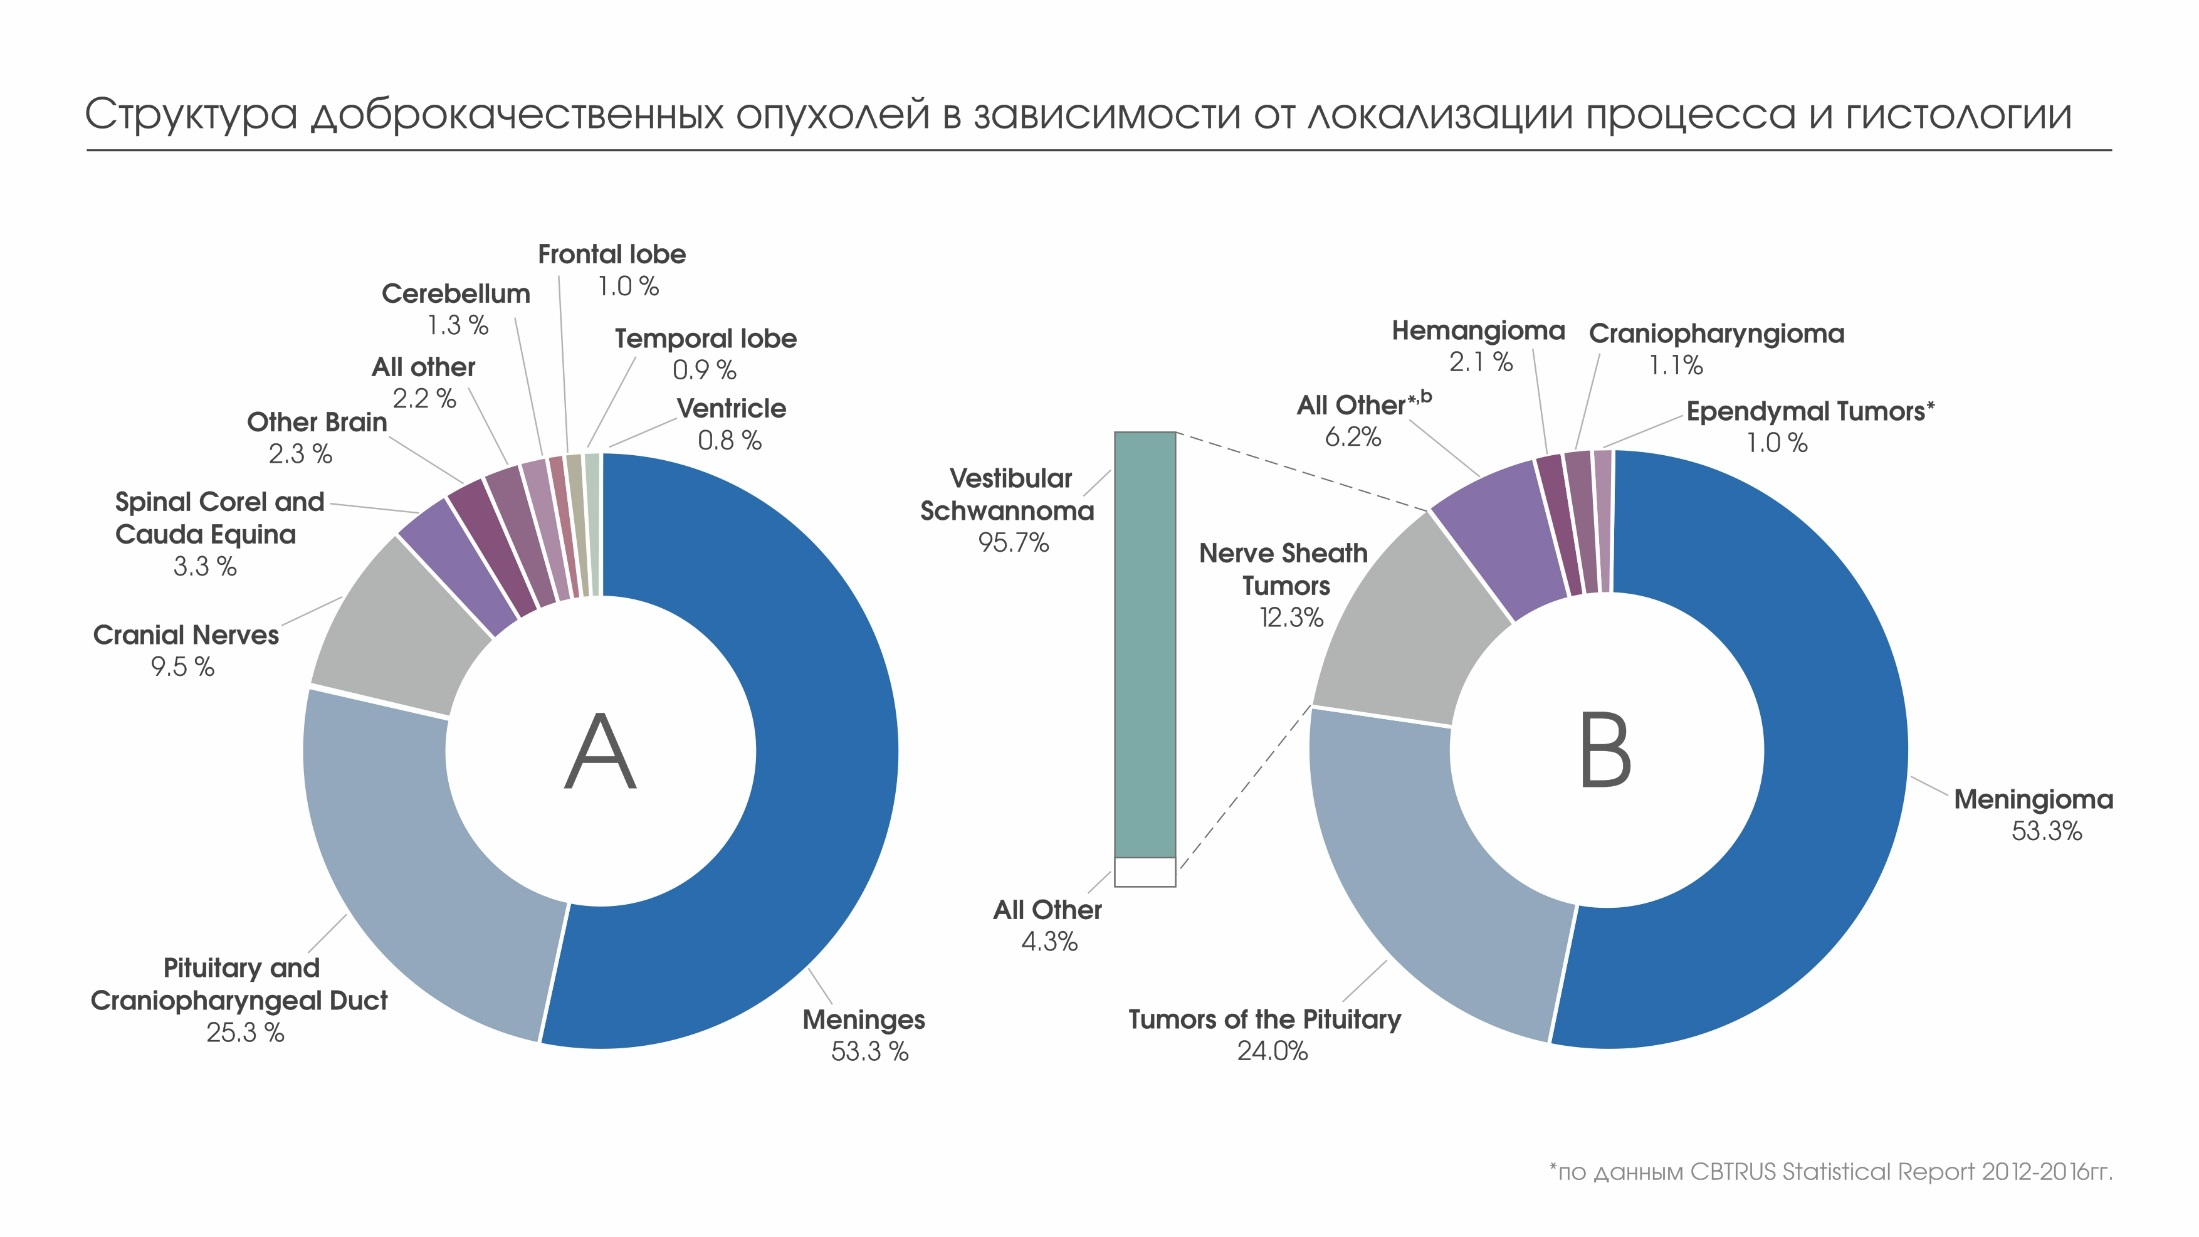 Структура доброкачественных опухолей в зависимости от локализации процесса и гистологии
Frontal lobe
1.0 %
Cerebellum
1.3 %
Temporal lobe
0.9 %
All other
2.2 %
Ventricle
0.8 %
Other Brain
2.3 %
Spinal Corel and
Cauda Equina
3.3 %
Cranial Nerves
9.5 %
A
Pituitary and
Craniopharyngeal Duct
25.3 %
Meninges
53.3 %
Hemangioma
2.1 %
Craniopharyngioma
1.1%
All Other*,b
6.2%
Ependymal Tumors*
1.0 %
Vestibular
Schwannoma
95.7%
Nerve Sheath
Tumors
12.3%
B
Meningioma
53.3%
All Other
4.3%
Tumors of the Pituitary
24.0%
*по данным CBTRUS Statistical Report 2012-2016гг.